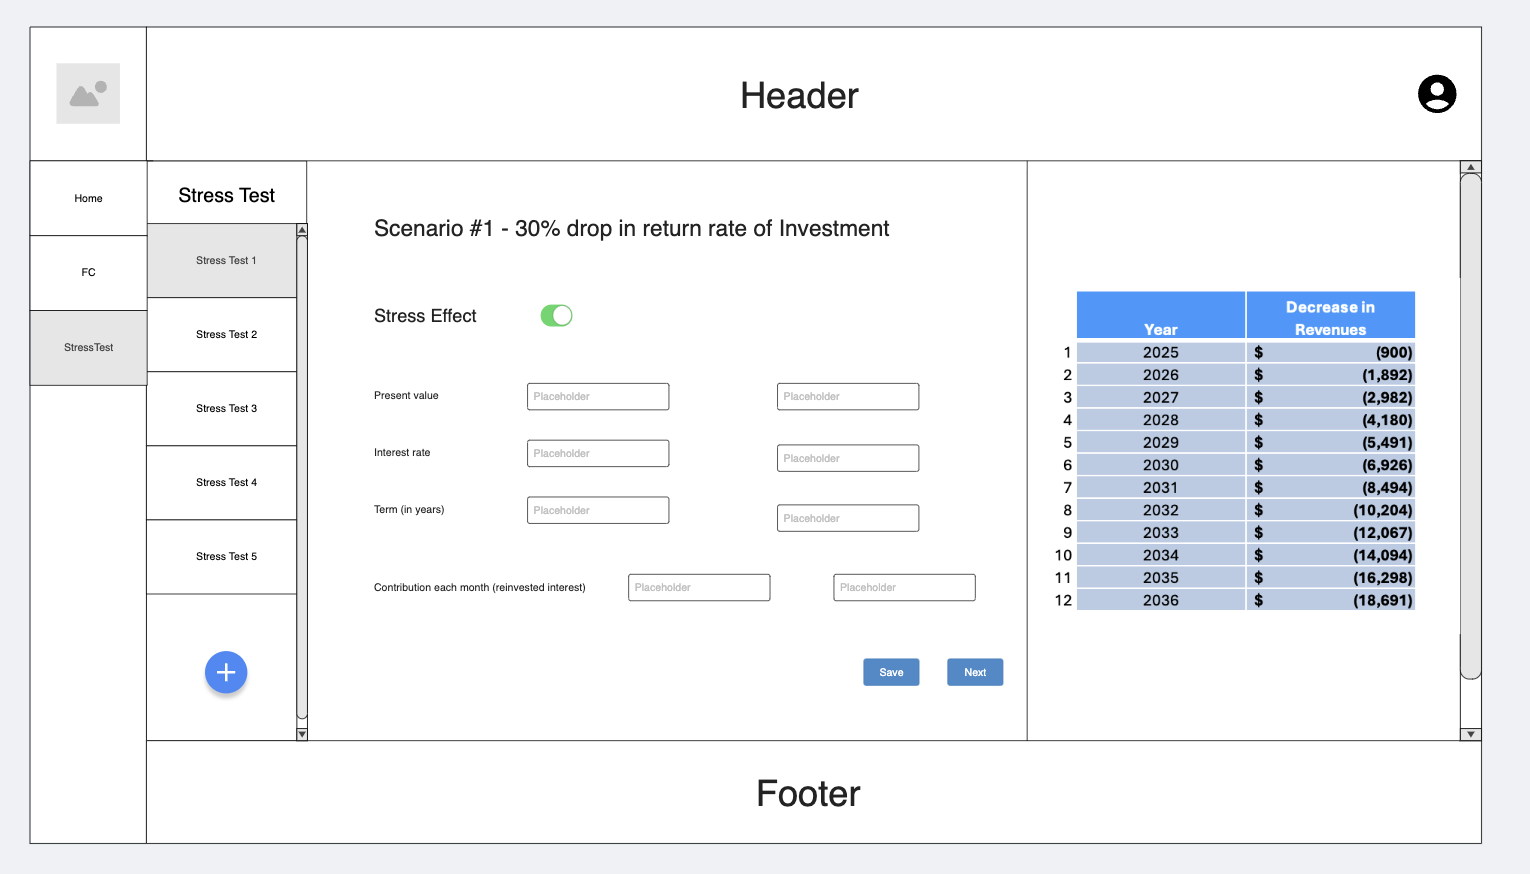 Header
Home
FC
StressTest
Stress Test
Stress Test 1
Stress Test 2
Stress Test 3
Stress Test 4
Stress Test 5
Scenario #1 - 30% drop in return rate of Investment
Stress Effect
Present value Placeholder Placeholder
Interest rate Placeholder Placeholder
Term (in years) Placeholder Placeholder
Contribution each month (reinvested interest) Placeholder Placeholder
Save Next
Decrease in
Year Revenues
1 2025 $ (900)
2 2026 $ (1,892)
3 2027 $ (2,982)
4 2028 $ (4,180)
5 2029 $ (5,491)
6 2030 $ (6,926)
7 2031 $ (8,494)
8 2032 $ (10,204)
9 2033 $ (12,067)
10 2034 $ (14,094)
11 2035 $ (16,298)
12 2036 $ (18,691)
Footer